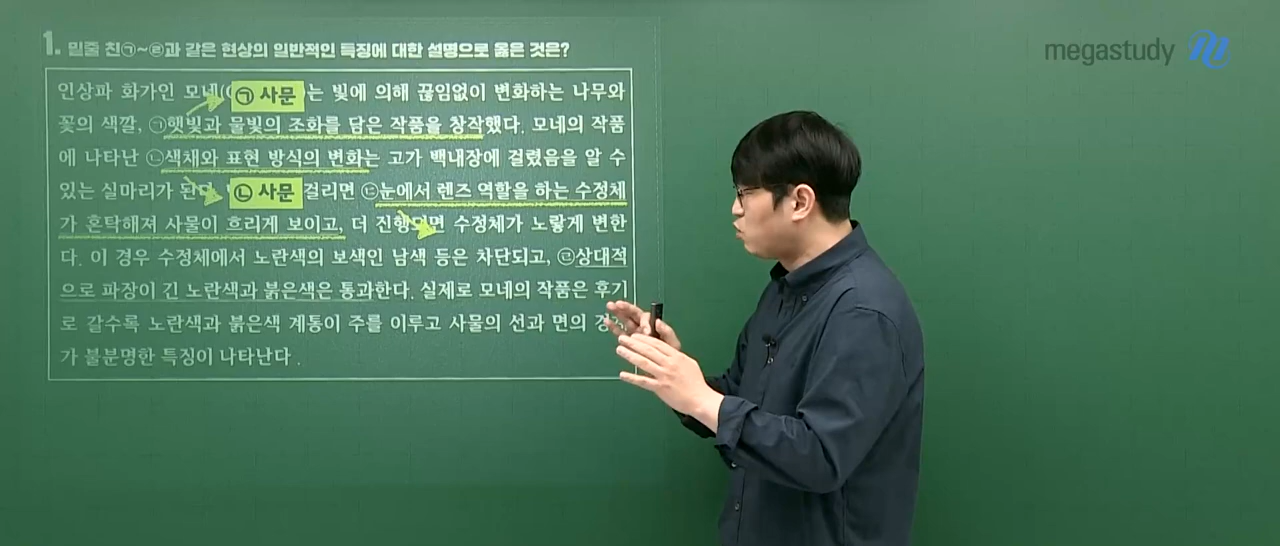 megastudy
1. 밑줄 친㉠~㉣과 같은 현상의 일반적인 특징에 대한 설명으로 옳은 것은?
인상파 화가인 모네( ㉠ 사문 )는 빛에 의해 끊임없이 변화하는 나무와
꽃의 색깔, ㉠햇빛과 물빛의 조화를 담은 작품을 창작했다. 모네의 작품
에 나타난 ㉡색채와 표현 방식의 변화는 고가 백내장에 걸렸음을 알 수
있는 실마리가 된다. ㉡ 사문 걸리면 ㉢눈에서 렌즈 역할을 하는 수정체
가 혼탁해져 사물이 흐리게 보이고, 더 진행되면 수정체가 노랗게 변한
다. 이 경우 수정체에서 노란색의 보색인 남색 등은 차단되고, ㉣상대적
으로 파장이 긴 노란색과 붉은색은 통과한다. 실제로 모네의 작품은 후기
로 갈수록 노란색과 붉은색 계통이 주를 이루고 사물의 선과 면의
가 불분명한 특징이 나타난다.